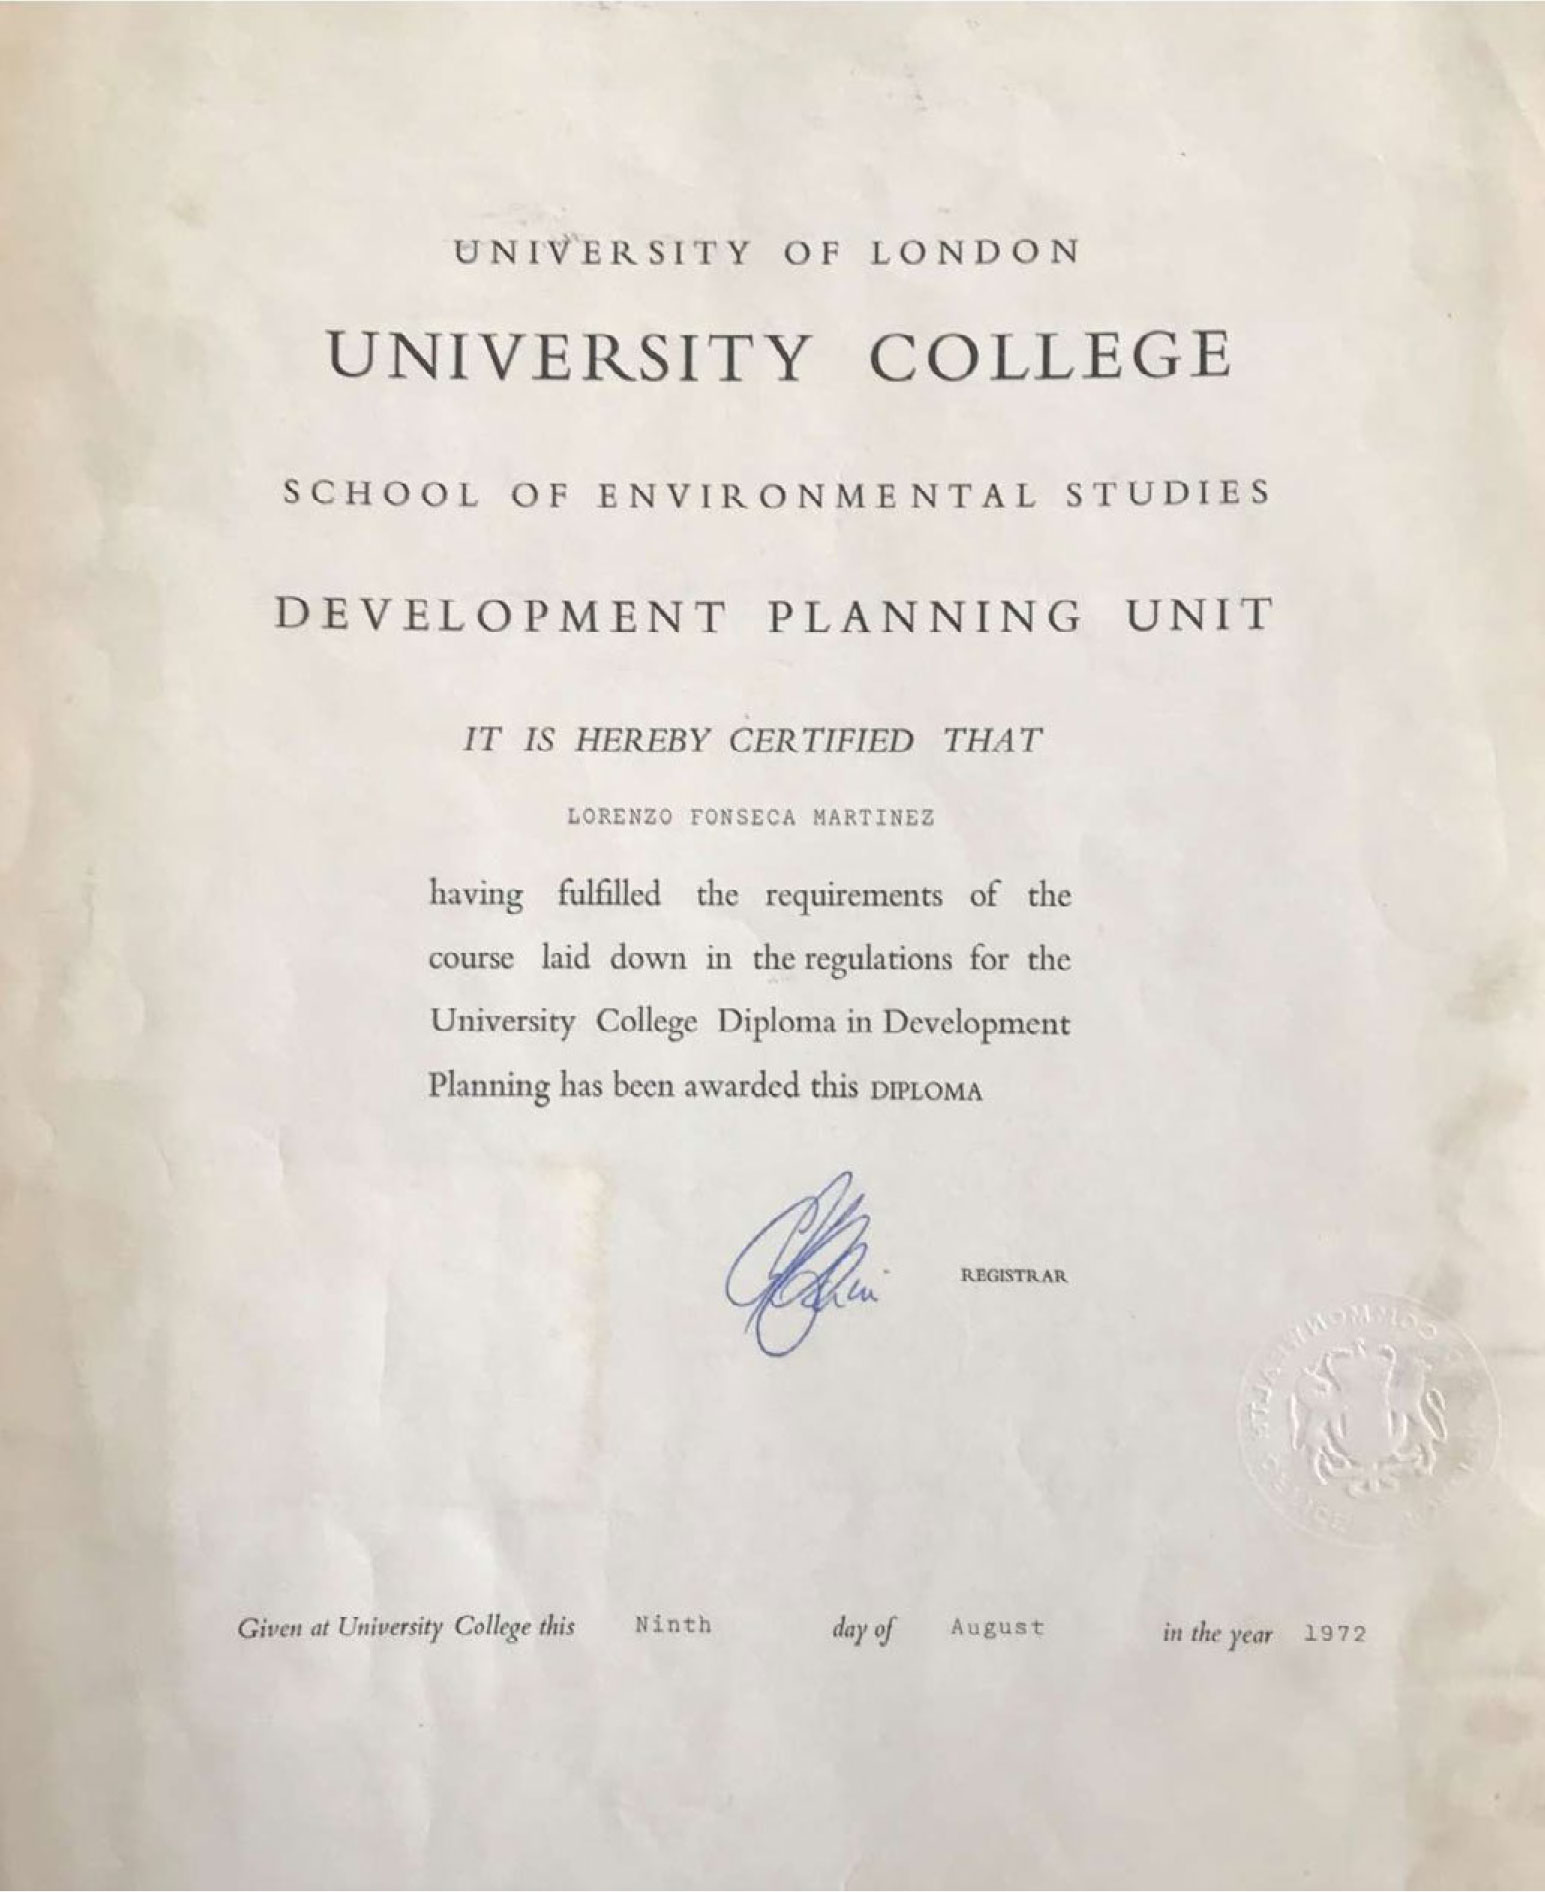 UNIVERSITY OF LONDON
UNIVERSITY COLLEGE
SCHOOL OF ENVIRONMENTAL STUDIES
DEVELOPMENT PLANNING UNIT
IT IS HEREBY CERTIFIED THAT
LORENZO FONSECA MARTINEZ
having fulfilled the requirements of the
course laid down in the regulations for the
University College Diploma in Development
Planning has been awarded this DIPLOMA
REGISTRAR
Given at University College this Ninth day of August in the year 1972